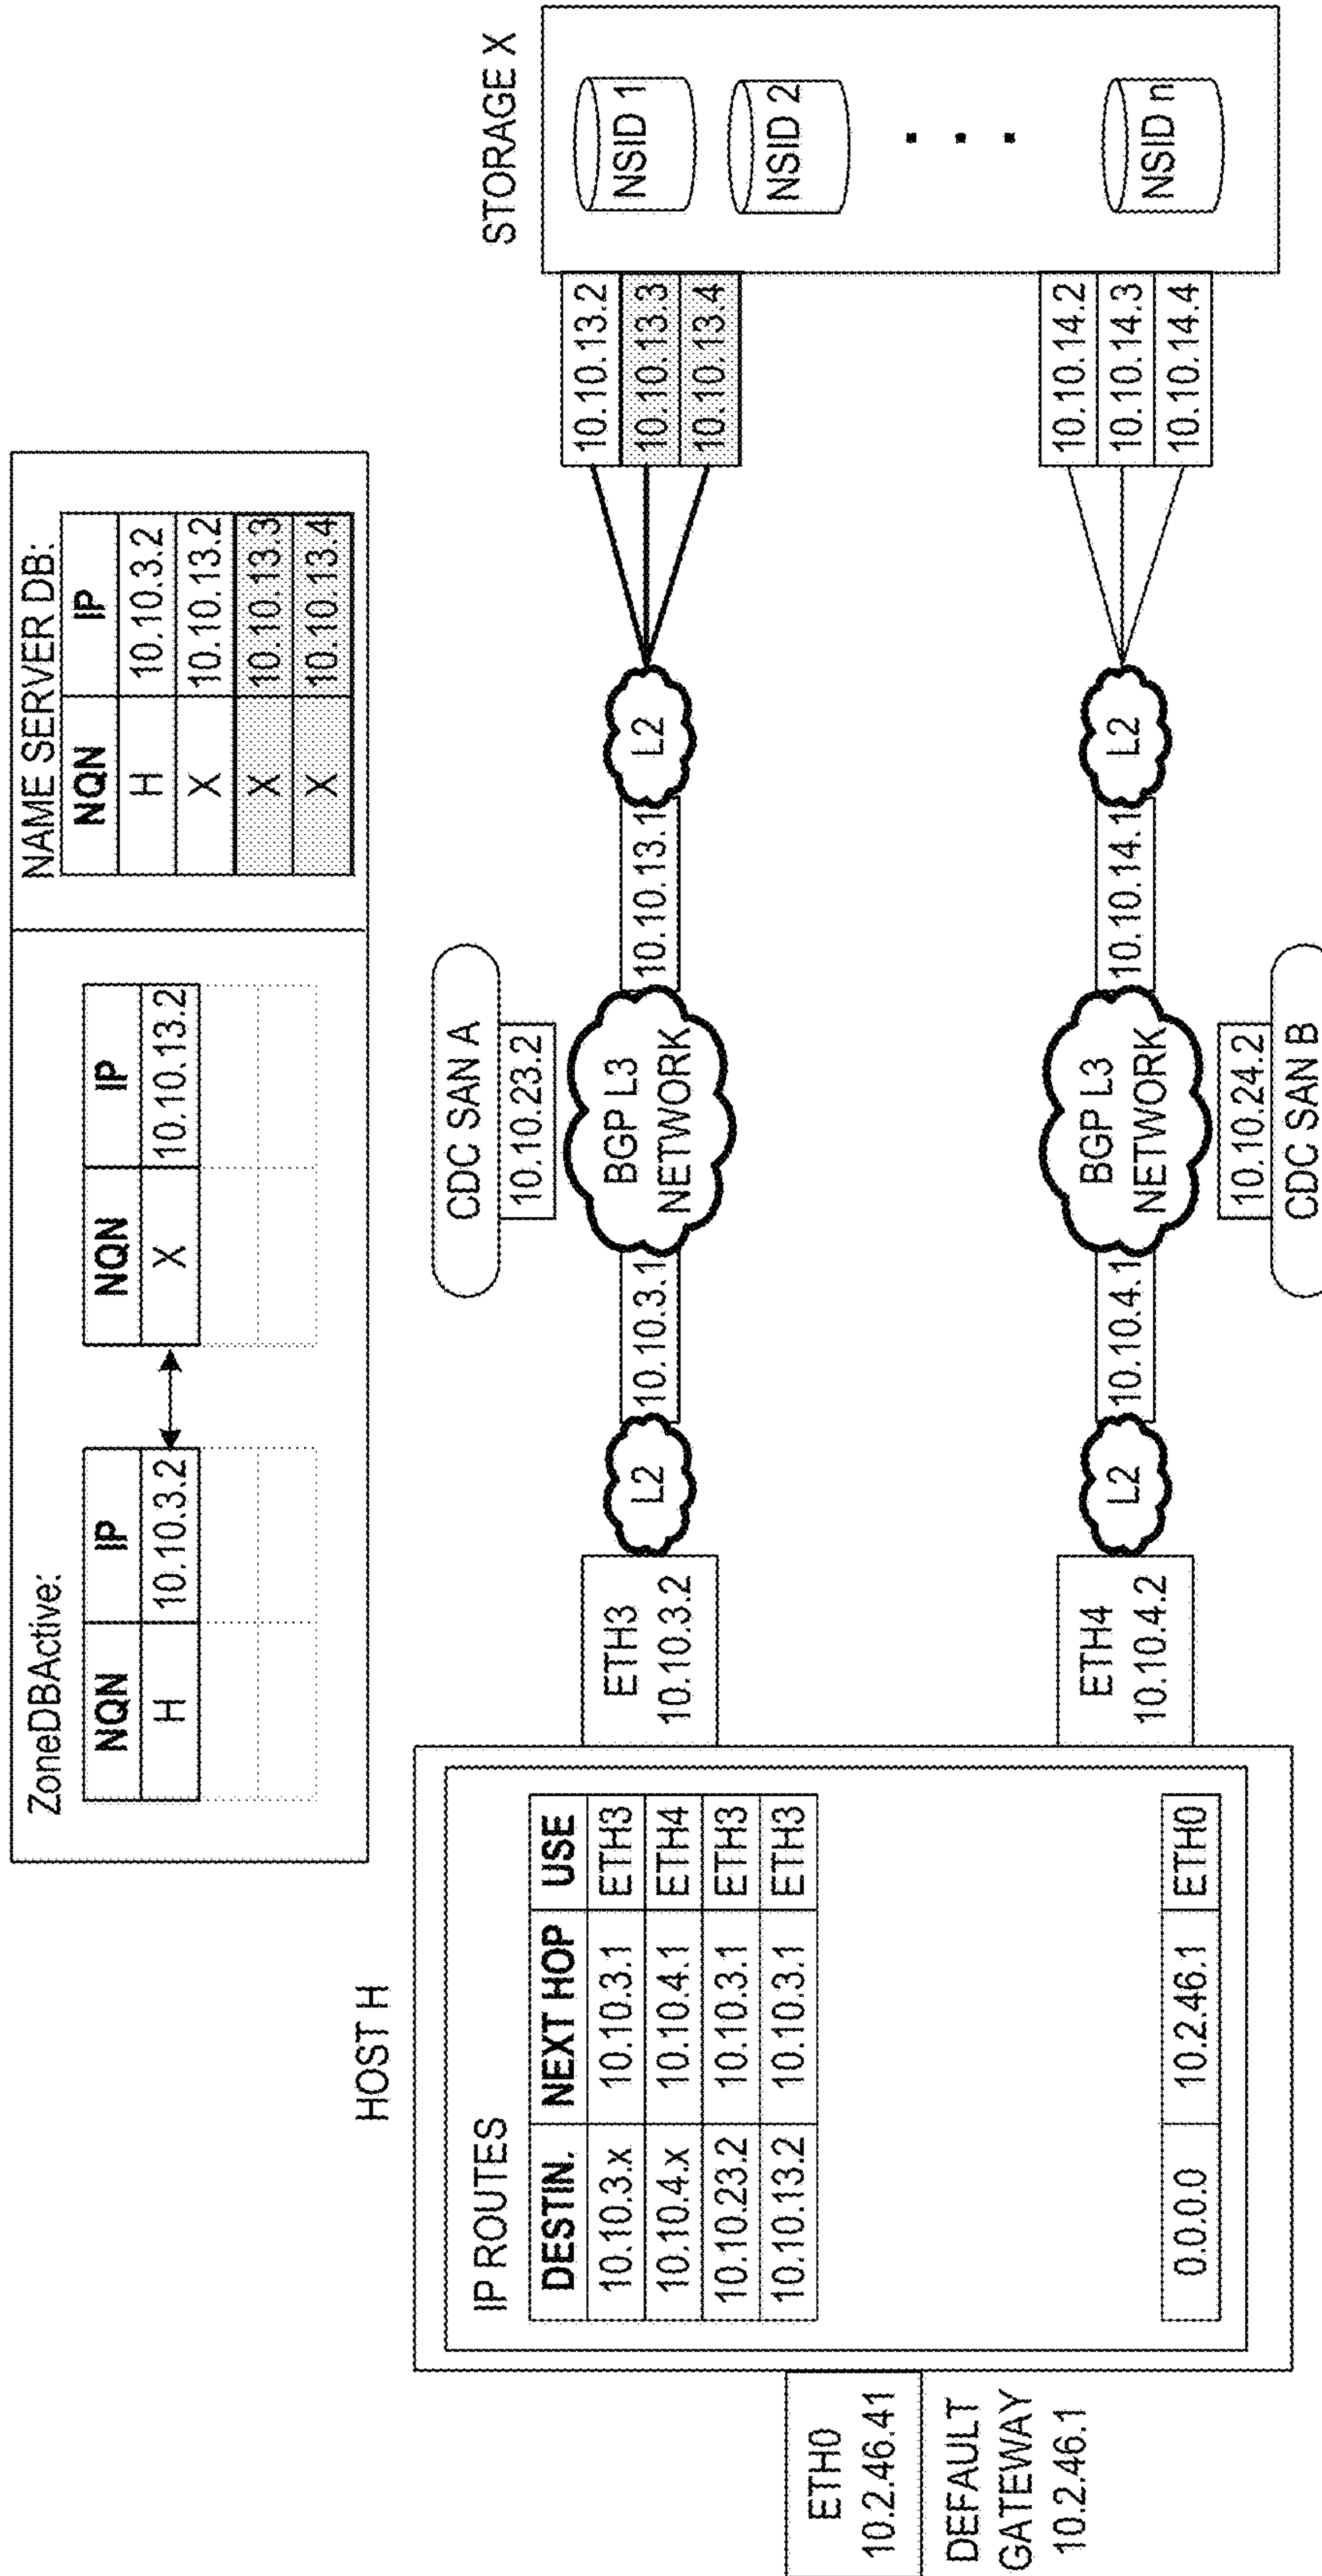 ZoneDBActive:
NQN IP
H 10.10.3.2
NQN IP
X 10.10.13.2
NAME SERVER DB:
NQN IP
H 10.10.3.2
X 10.10.13.2
X 10.10.13.3
X 10.10.13.4
HOST H
IP ROUTES
DESTIN. NEXT HOP USE
10.10.3.x 10.10.3.1 ETH3
10.10.4.x 10.10.4.1 ETH4
10.10.23.2 10.10.3.1 ETH3
10.10.13.2 10.10.3.1 ETH3
0.0.0.0 10.2.46.1 ETH0
ETH0
10.2.46.41
DEFAULT
GATEWAY
10.2.46.1
ETH3
10.10.3.2
L2
10.10.3.1
CDC SAN A
10.10.23.2
BGP L3
NETWORK
10.10.13.1
L2
10.10.13.2
10.10.13.3
10.10.13.4
ETH4
10.10.4.2
L2
10.10.4.1
BGP L3
NETWORK
10.10.24.2
CDC SAN B
10.10.14.1
L2
10.10.14.2
10.10.14.3
10.10.14.4
STORAGE X
NSID 1
NSID 2
NSID n